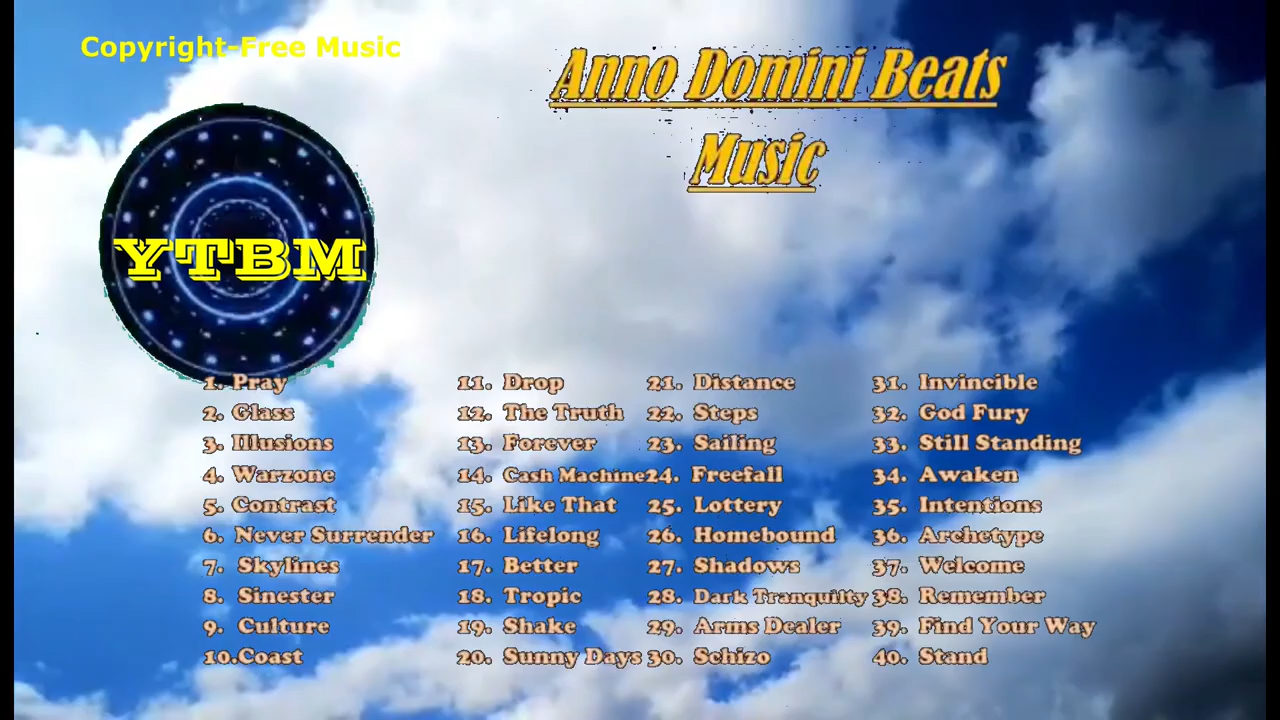 Copyright-Free Music
Anno Domini Beats
Music
YTBM
1. Pray
2. Glass
3. Illusions
4. Warzone
5. Contrast
6. Never Surrender
7. Skylines
8. Sinester
9. Culture
10.Coast
11. Drop
12. The Truth
13. Forever
14. Cash Machine
15. Like That
16. Lifelong
17. Better
18. Tropic
19. Shake
20. Sunny Days
21. Distance
22. Steps
23. Sailing
24. Freefall
25. Lottery
26. Homebound
27. Shadows
28. Dark Tranquilty
29. Arms Dealer
30. Schizo
31. Invincible
32. God Fury
33. Still Standing
34. Awaken
35. Intentions
36. Archetype
37. Welcome
38. Remember
39. Find Your Way
40. Stand